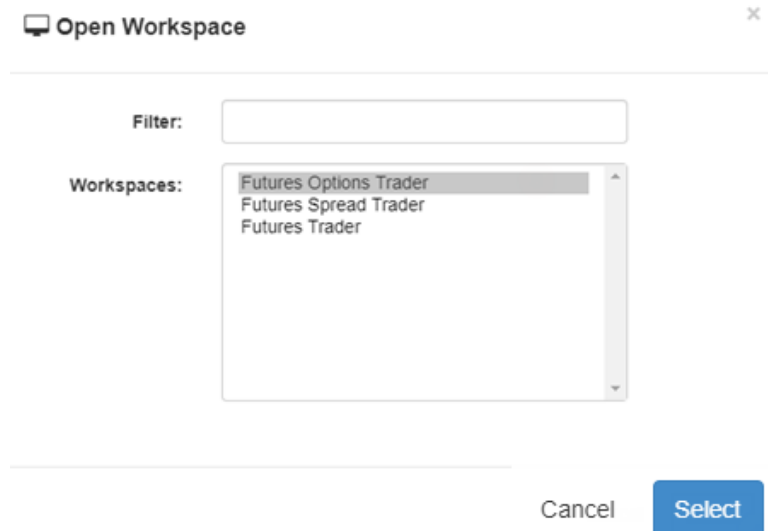 Open Workspace
×
Filter:
Workspaces:
Futures Options Trader
Futures Spread Trader
Futures Trader
Cancel
Select